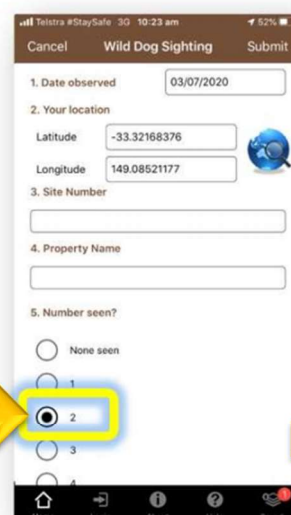 Telstra #StaySafe 3G 10:23 am 52%
Cancel Wild Dog Sighting Submit
1. Date observed 03/07/2020
2. Your location
Latitude -33.32168376
Longitude 149.08521177
3. Site Number
4. Property Name
5. Number seen?
None seen
1
2
3
4